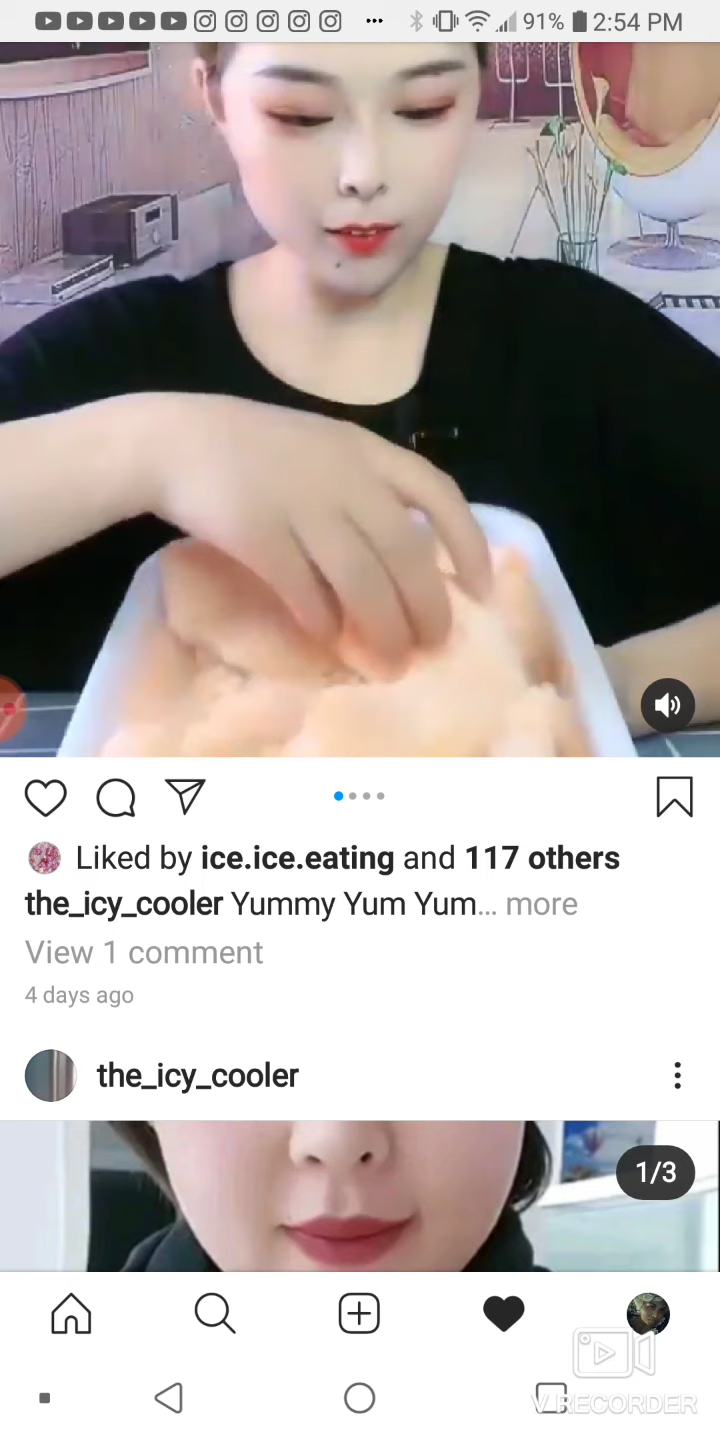 91% 2:54 PM
Liked by ice.ice.eating and 117 others
the_icy_cooler Yummy Yum Yum... more
View 1 comment
4 days ago
the_icy_cooler
1/3
V RECORDER